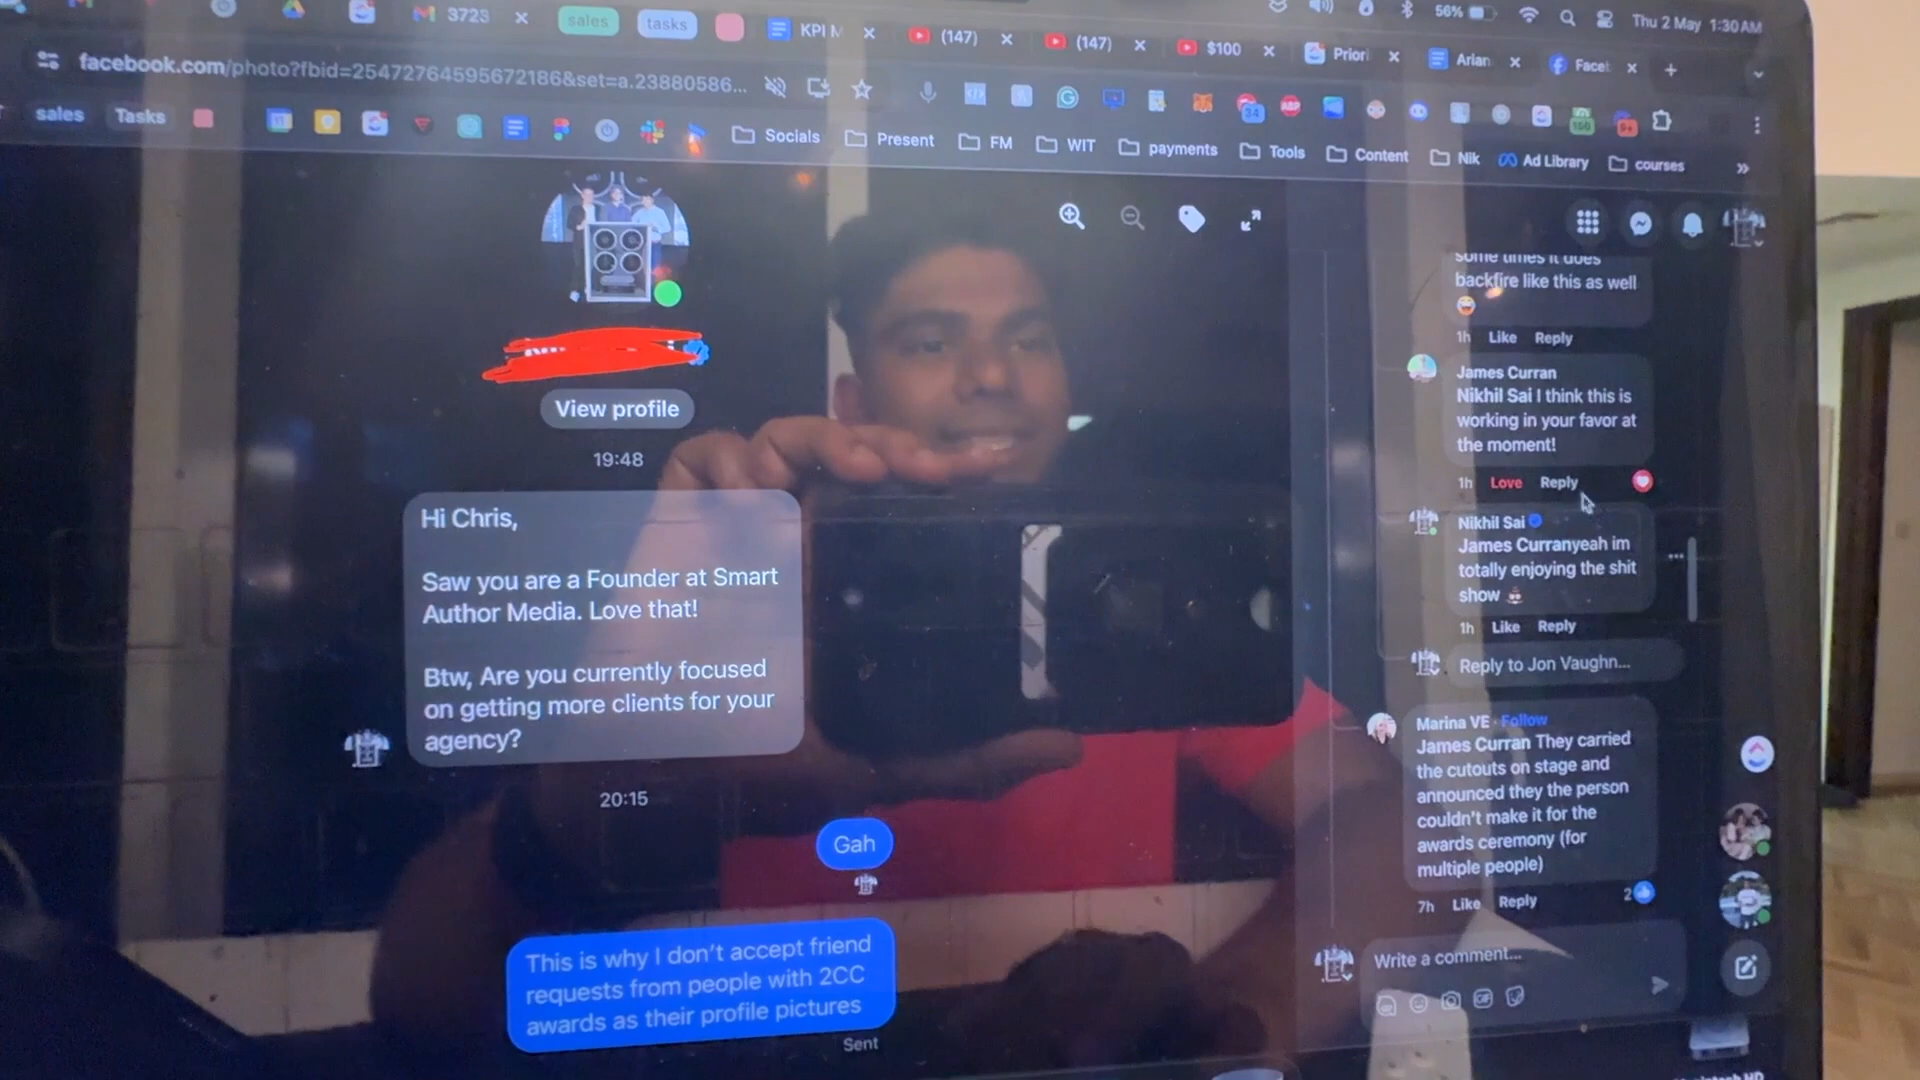 56%
Thu 2 May 1:30 AM
3723
sales
tasks
KPI M
(147)
(147)
$100
Priori
Arian
Facet
facebook.com/photo?fbid=25472764595672186&set=a.23880586...
34
ABP
100
9+
sales
Tasks
Socials
Present
FM
WIT
payments
Tools
Content
Nik
Ad Library
courses
View profile
19:48
Hi Chris,
Saw you are a Founder at Smart
Author Media. Love that!
Btw, Are you currently focused
on getting more clients for your
agency?
20:15
Gah
This is why I don't accept friend
requests from people with 2CC
awards as their profile pictures
Sent
some times it does
backfire like this as well
1h Like Reply
James Curran
Nikhil Sai I think this is
working in your favor at
the moment!
1h Love Reply
Nikhil Sai
James Curranyeah im
totally enjoying the shit
show
1h Like Reply
Reply to Jon Vaughn...
Marina VE · Follow
James Curran They carried
the cutouts on stage and
announced they the person
couldn't make it for the
awards ceremony (for
multiple people)
7h Like Reply
2
Write a comment...
GIF